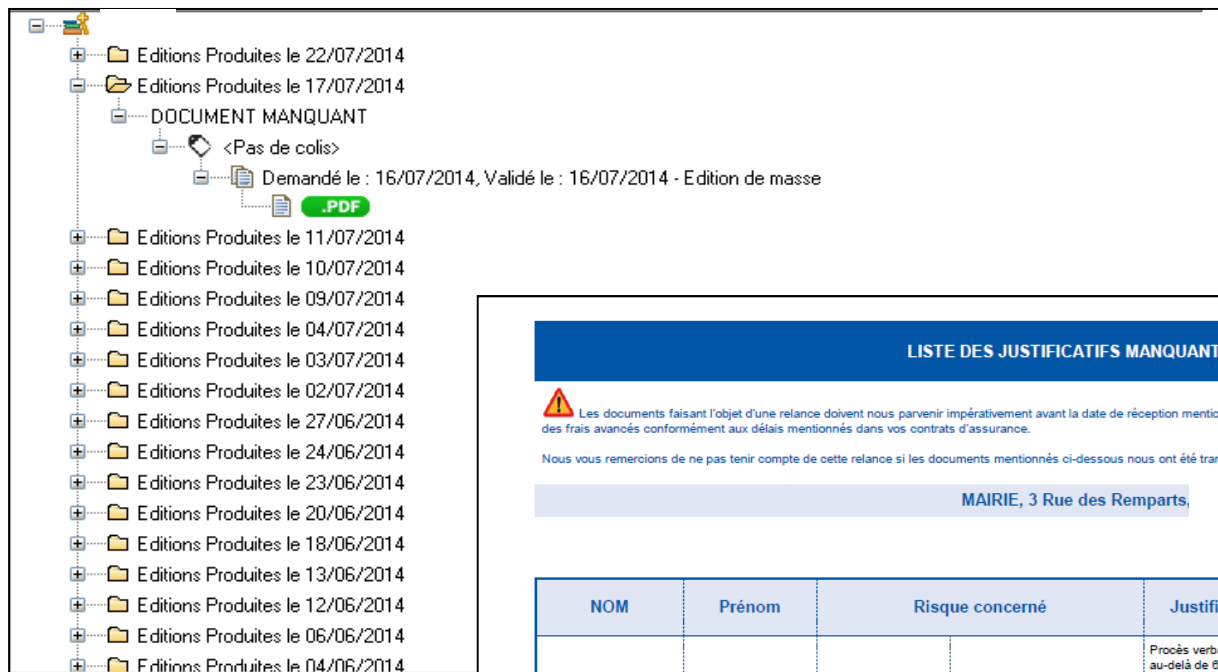 Editions Produites le 22/07/2014
Editions Produites le 17/07/2014
DOCUMENT MANQUANT
<Pas de colis>
Demandé le : 16/07/2014, Validé le : 16/07/2014 - Edition de masse
.PDF
Editions Produites le 11/07/2014
Editions Produites le 10/07/2014
Editions Produites le 09/07/2014
Editions Produites le 04/07/2014
Editions Produites le 03/07/2014
Editions Produites le 02/07/2014
Editions Produites le 27/06/2014
Editions Produites le 24/06/2014
Editions Produites le 23/06/2014
Editions Produites le 20/06/2014
Editions Produites le 18/06/2014
Editions Produites le 13/06/2014
Editions Produites le 12/06/2014
Editions Produites le 06/06/2014
Editions Produites le 04/06/2014
LISTE DES JUSTIFICATIFS MANQUANT
Les documents faisant l'objet d'une relance doivent nous parvenir impérativement avant la date de réception mentio
des frais avancés conformément aux délais mentionnés dans vos contrats d'assurance.
Nous vous remercions de ne pas tenir compte de cette relance si les documents mentionnés ci-dessous nous ont été tra
MAIRIE, 3 Rue des Remparts,
NOM Prénom Risque concerné Justifi
Procès verb
au-delà de 6